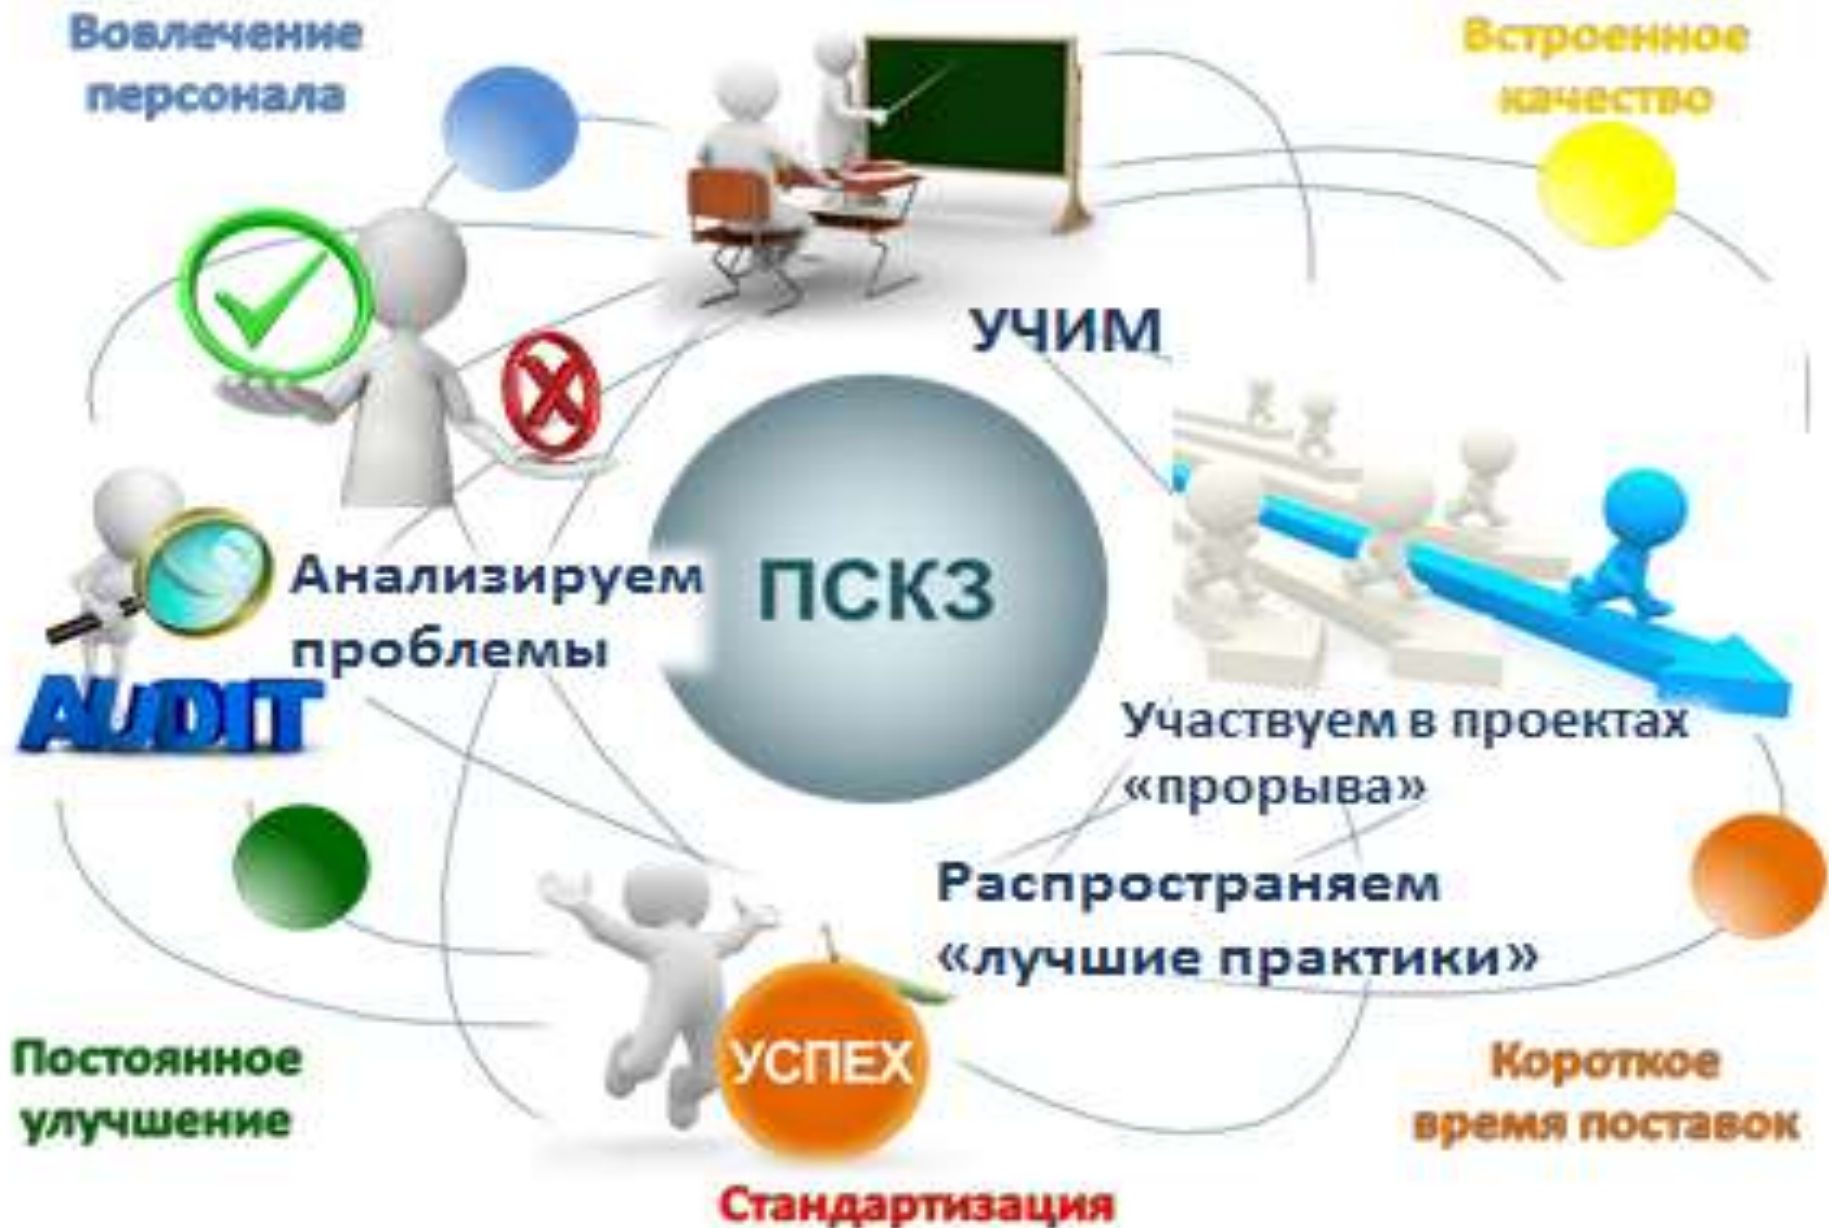 Вовлечение
персонала
Встроенное
качество
УЧИМ
ПСКЗ
Анализируем
проблемы
AUDIT
Участвуем в проектах
«прорыва»
Распространяем
«лучшие практики»
УСПЕХ
Постоянное
улучшение
Короткое
время поставок
Стандартизация